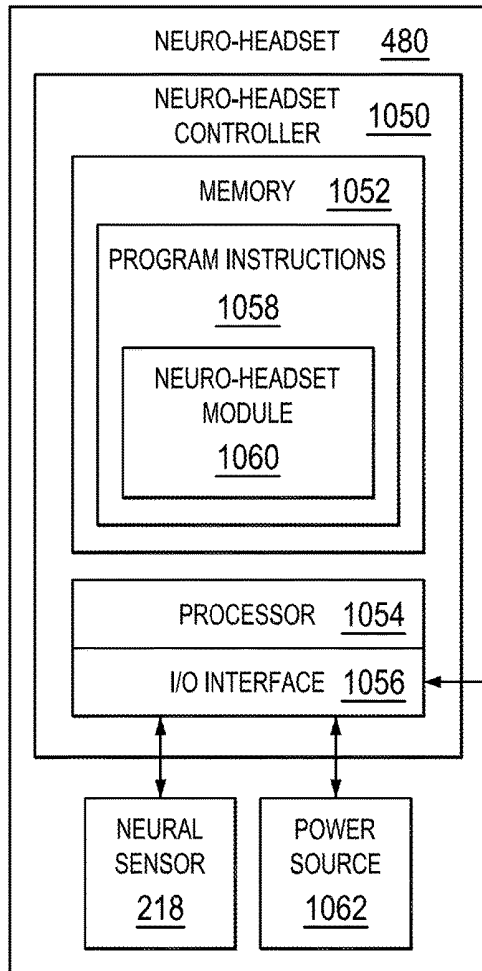 NEURO-HEADSET 480
NEURO-HEADSET
CONTROLLER 1050
MEMORY 1052
PROGRAM INSTRUCTIONS
1058
NEURO-HEADSET
MODULE
1060
PROCESSOR 1054
I/O INTERFACE 1056
NEURAL
SENSOR
218
POWER
SOURCE
1062